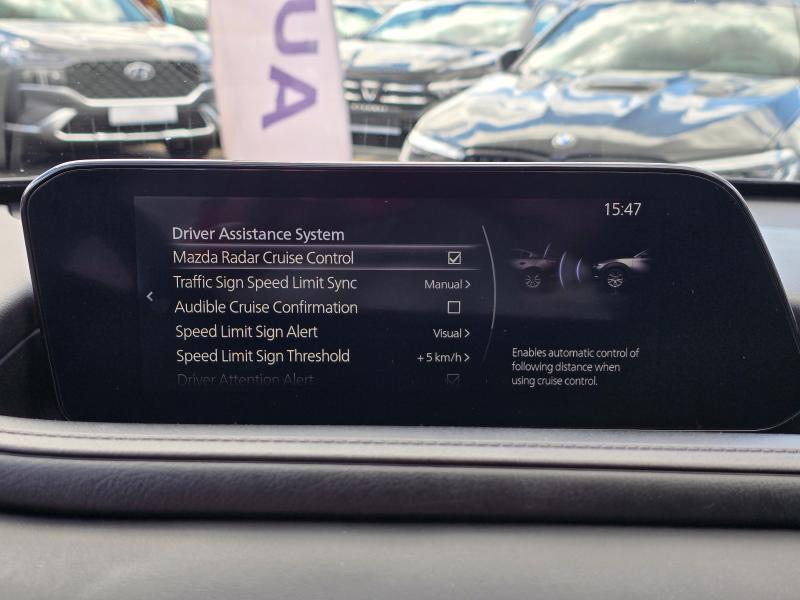 AUA
15:47
Driver Assistance System
Mazda Radar Cruise Control
Traffic Sign Speed Limit Sync Manual >
Audible Cruise Confirmation
Speed Limit Sign Alert Visual >
Speed Limit Sign Threshold +5 km/h >
Driver Attention Alert
Enables automatic control of
following distance when
using cruise control.